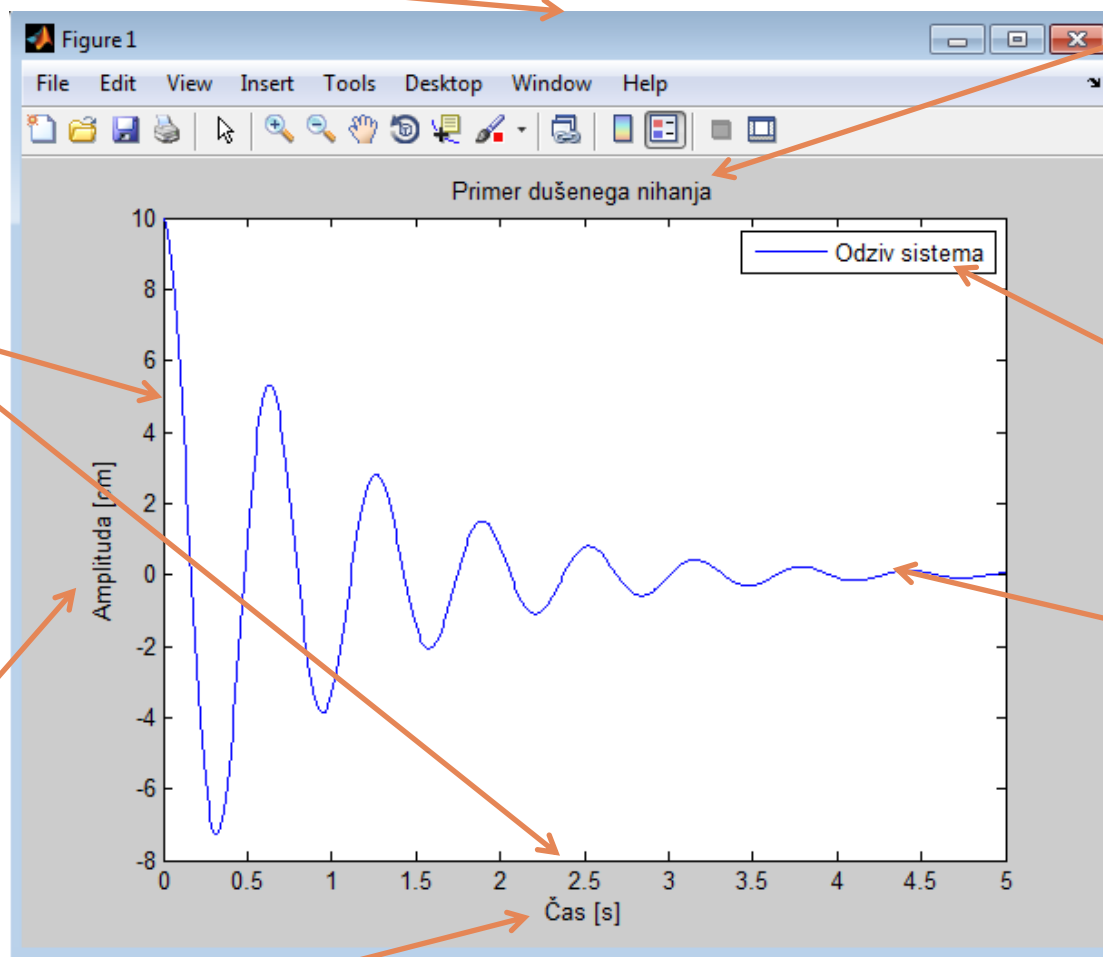 Figure 1
File Edit View Insert Tools Desktop Window Help
Primer dušenega nihanja
Odziv sistema
10
8
6
4
2
0
-2
-4
-6
-8
Amplituda [cm]
0 0.5 1 1.5 2 2.5 3 3.5 4 4.5 5
Čas [s]